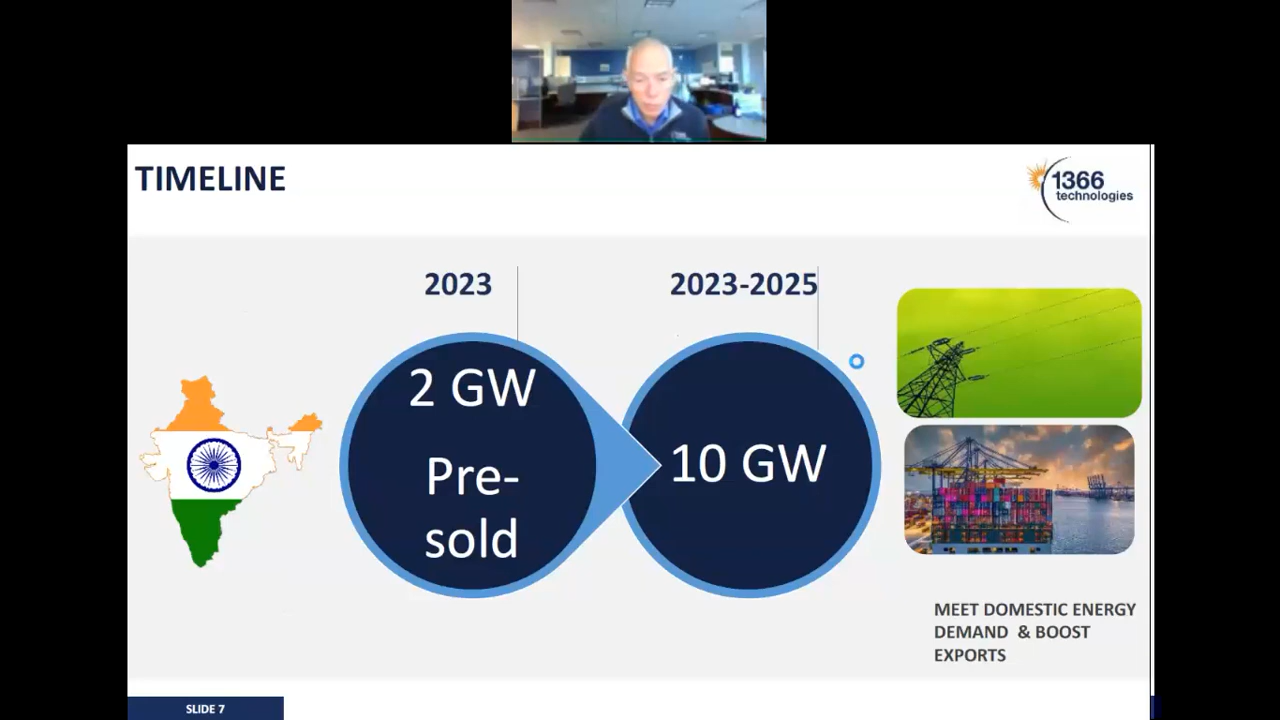 TIMELINE
1366
technologies
2023
2023-2025
2 GW
Pre-
sold
10 GW
MEET DOMESTIC ENERGY
DEMAND & BOOST
EXPORTS
SLIDE 7